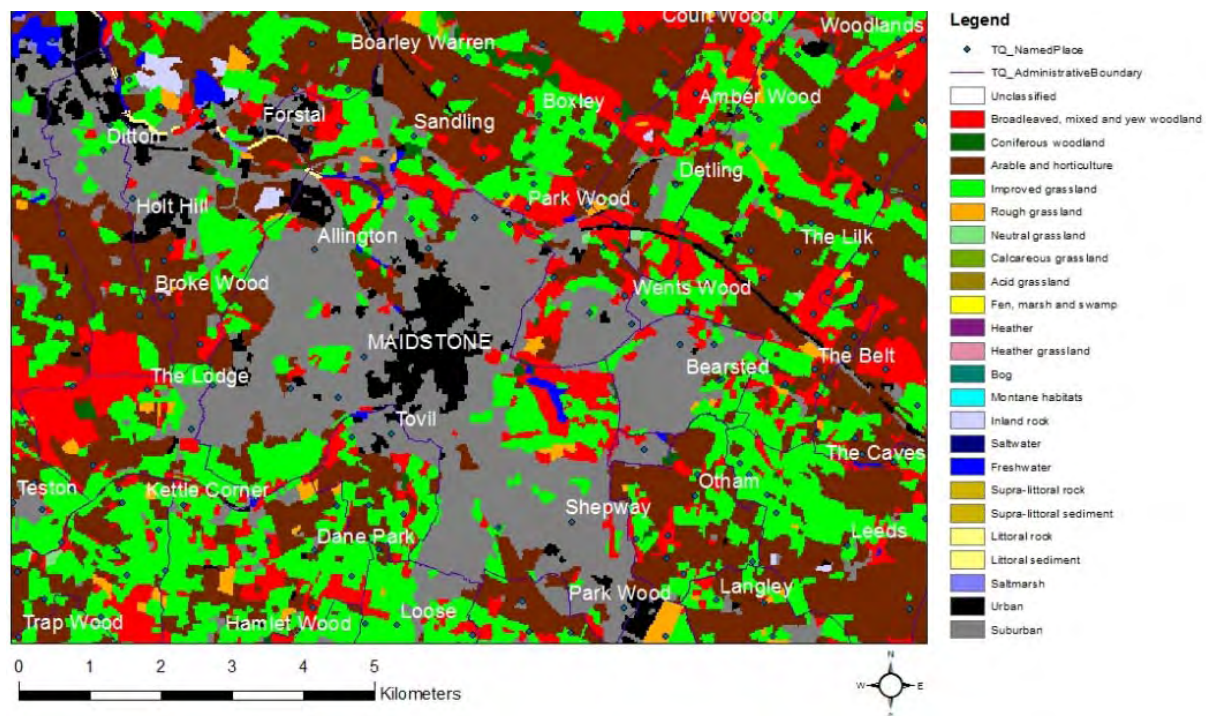 Court Wood
Woodlands
Boarley Warren
Boxley
Amber Wood
Forstal
Sandling
Ditton
Detling
Holt Hill
Park Wood
Allington
The Lilk
Broke Wood
Wents Wood
MAIDSTONE
The Belt
Bearsted
The Lodge
Tovil
The Caves
Teston
Kettle Corner
Otham
Shepway
Leeds
Dane Park
Langley
Park Wood
Loose
Trap Wood
Hamlet Wood
0 1 2 3 4 5
Kilometers
Legend
TQ_NamedPlace
TQ_AdministrativeBoundary
Unclassified
Broadleaved, mixed and yew woodland
Coniferous woodland
Arable and horticulture
Improved grassland
Rough grassland
Neutral grassland
Calcareous grassland
Acid grassland
Fen, marsh and swamp
Heather
Heather grassland
Bog
Montane habitats
Inland rock
Saltwater
Freshwater
Supra-littoral rock
Supra-littoral sediment
Littoral rock
Littoral sediment
Saltmarsh
Urban
Suburban
N
W E